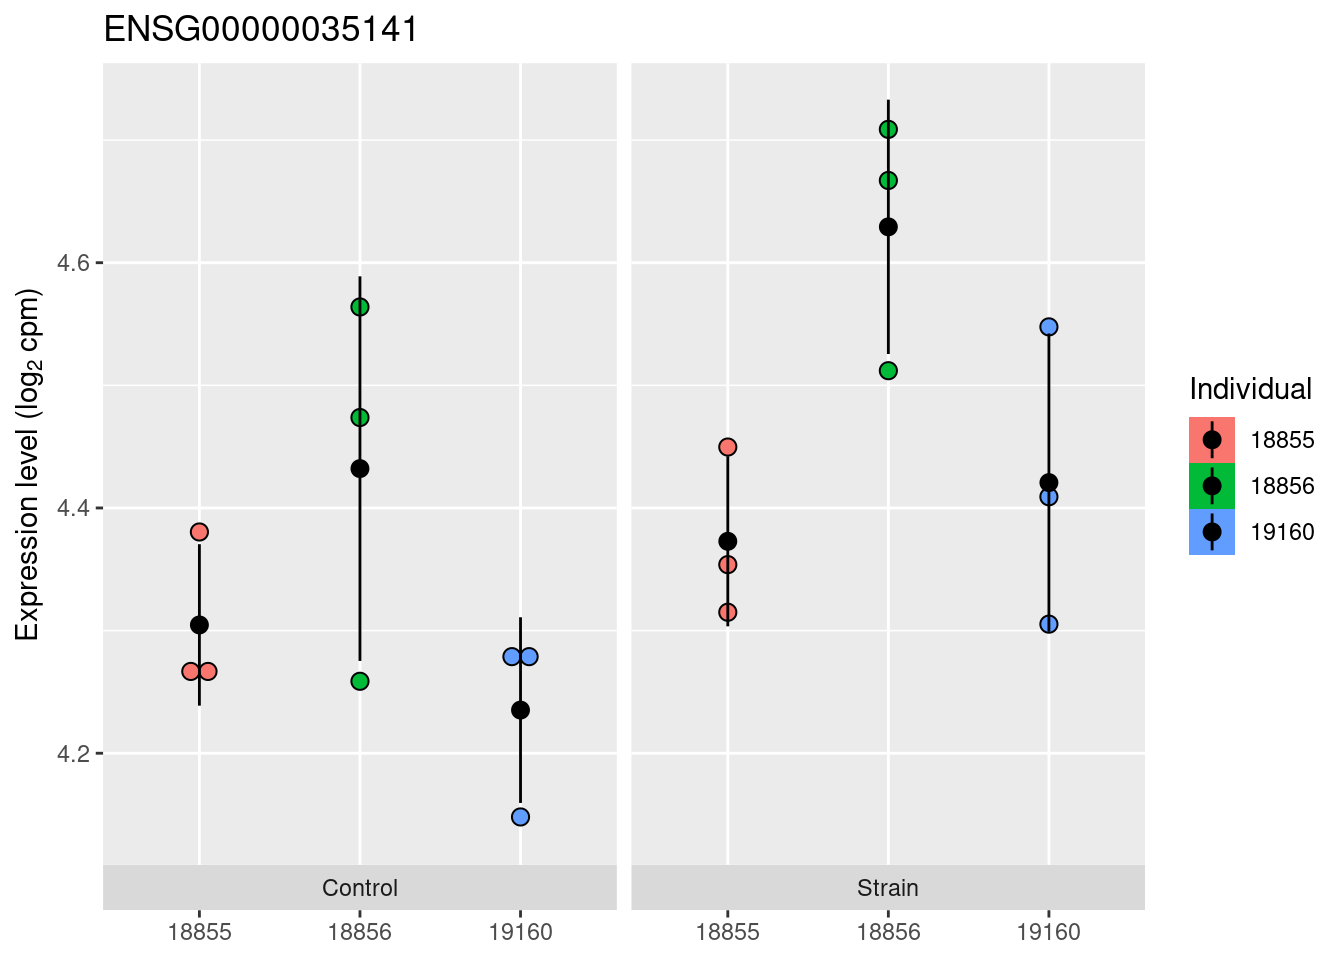 ENSG00000035141
Expression level (log₂ cpm)
4.6
4.4
4.2
Control
Strain
18855 18856 19160
18855 18856 19160
Individual
18855
18856
19160